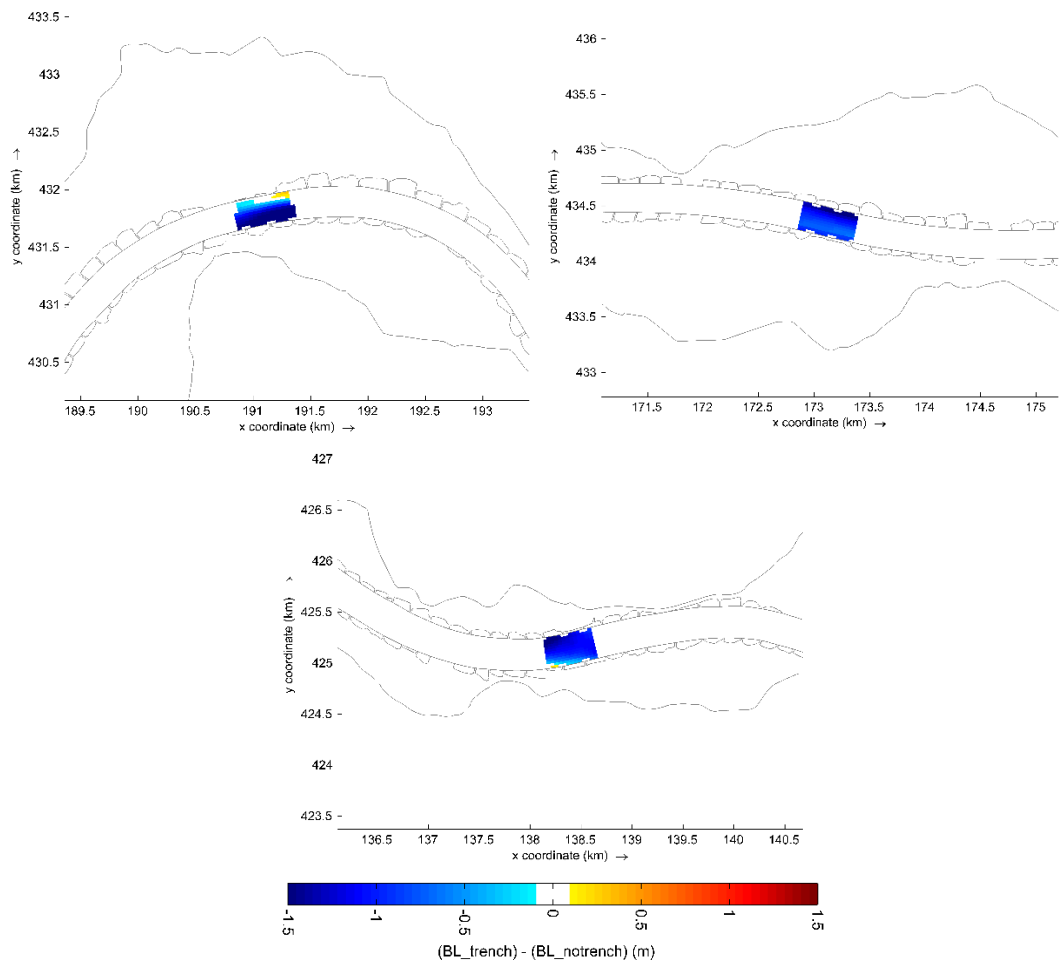 433.5
433
432.5
432
431.5
431
430.5
y coordinate (km) →
189.5 190 190.5 191 191.5 192 192.5 193
x coordinate (km) →
436
435.5
435
434.5
434
433.5
433
y coordinate (km) →
171.5 172 172.5 173 173.5 174 174.5 175
x coordinate (km) →
427
426.5
426
425.5
425
424.5
424
423.5
y coordinate (km) →
136.5 137 137.5 138 138.5 139 139.5 140 140.5
x coordinate (km) →
-1.5 -1 -0.5 0 0.5 1 1.5
(BL_trench) - (BL_notrench) (m)